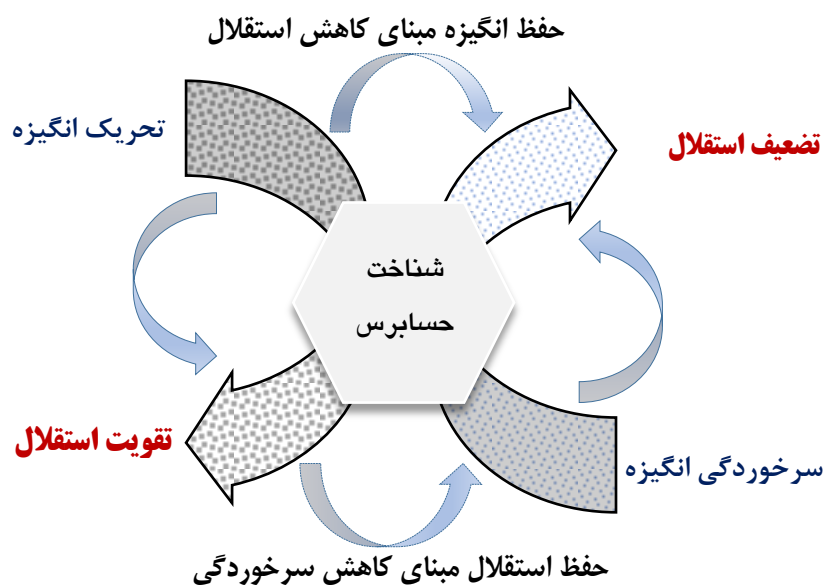 حفظ انگیزه مبنای کاهش استقلال
تحریک انگیزه
تضعیف استقلال
شناخت
حسابرس
تقویت استقلال
سرخوردگی انگیزه
حفظ استقلال مبنای کاهش سرخوردگی